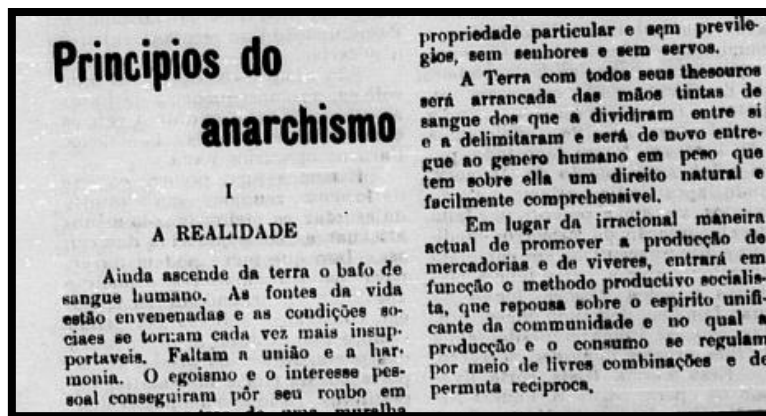 Principios do
anarchismo
I
A REALIDADE
Ainda ascende da terra o bafo de
sangue humano. As fontes da vida
estão envenenadas e as condições so-
ciaes se tornam cada vez mais insup-
portaveis. Faltam a união e a har-
monia. O egoismo e o interesse pes-
soal conseguiram pôr seu roubo em
de uma muralha
propriedade particular e sem previle-
gios, sem senhores e sem servos.
A Terra com todos seus thesouros
será arrancada das mãos tintas de
sangue dos que a dividiram entre si
e a delimitaram e será de novo entre-
gue ao genero humano em peso que
tem sobre ella um direito natural e
facilmente comprehensivel.
Em lugar da irracional maneira
actual de promover a producção de
mercadorias e de viveres, entrará em
funcção o methodo productivo socialis-
ta, que repousa sobre o espirito unifi-
cante da communidade e no qual a
producção e o consumo se regulam
por meio de livres combinações e de
permuta reciproca.